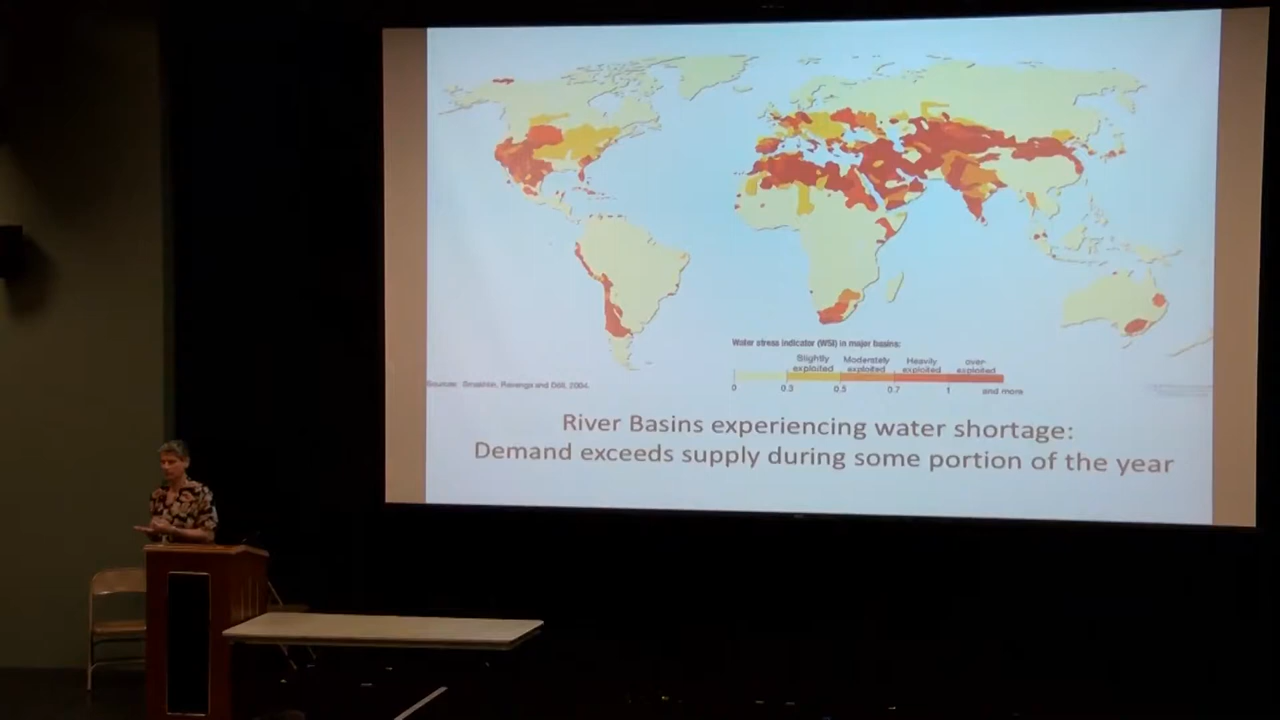 Water stress indicator (WSI) in major basins:
Slightly exploited
Moderately exploited
Heavily exploited
over-exploited
0 0.3 0.5 0.7 1 and more
Sources: Smakhtin, Revenga and Döll, 2004.
River Basins experiencing water shortage:
Demand exceeds supply during some portion of the year